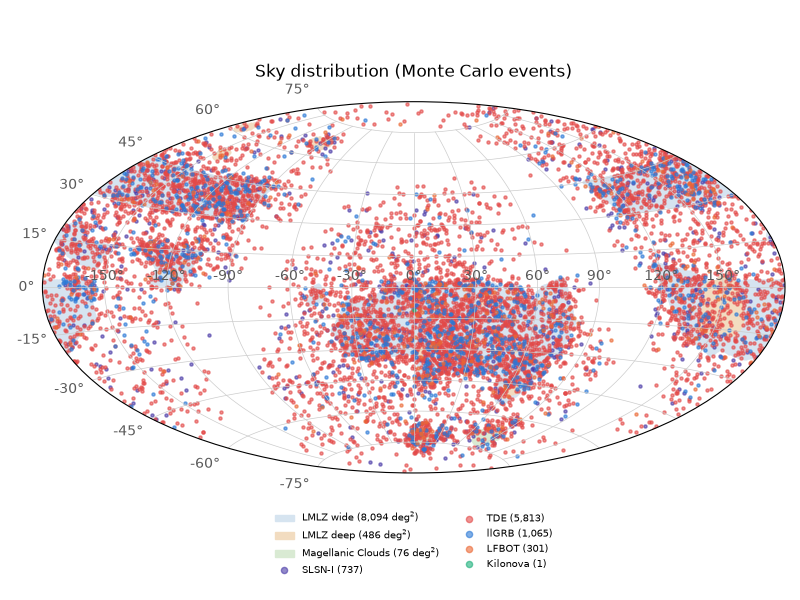 Sky distribution (Monte Carlo events)
75°
60°
45°
30°
15°
0°
-150° -120° -90° -60° -30° 0° 30° 60° 90° 120° 150°
-15°
-30°
-45°
-60°
-75°
LMLZ wide (8,094 deg²)
LMLZ deep (486 deg²)
Magellanic Clouds (76 deg²)
SLSN-I (737)
TDE (5,813)
llGRB (1,065)
LFBOT (301)
Kilonova (1)